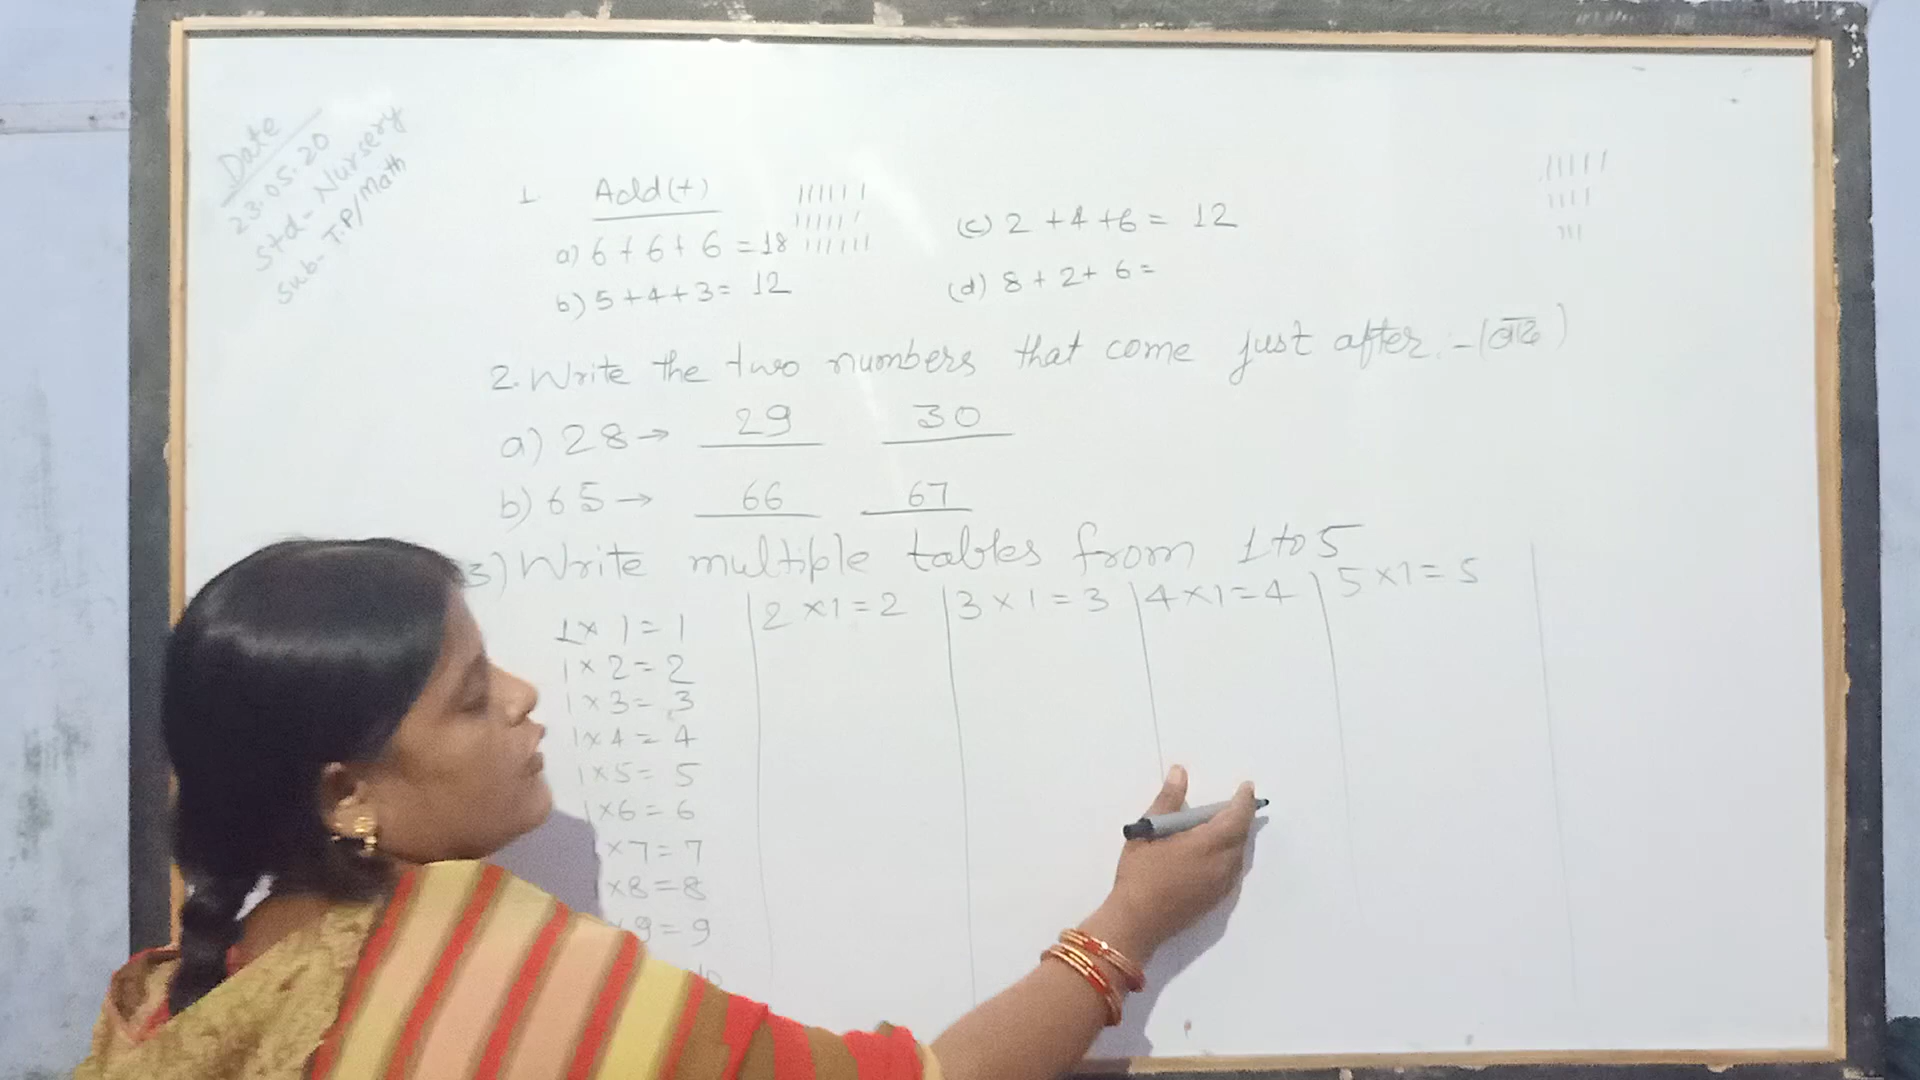 Date
23.05.20
Std- Nursery
Sub- T.P/Math
1. Add(+)
a) 6 + 6 + 6 = 18
b) 5 + 4 + 3 = 12
(c) 2 + 4 + 6 = 12
(d) 8 + 2 + 6 =
2. Write the two numbers that come just after - (बाद)
a) 28 → 29 30
b) 65 → 66 67
3) Write multiple tables from 1 to 5
1 × 1 = 1
1 × 2 = 2
1 × 3 = 3
1 × 4 = 4
1 × 5 = 5
1 × 6 = 6
× 7 = 7
× 8 = 8
× 9 = 9
10
2 × 1 = 2
3 × 1 = 3
4 × 1 = 4
5 × 1 = 5